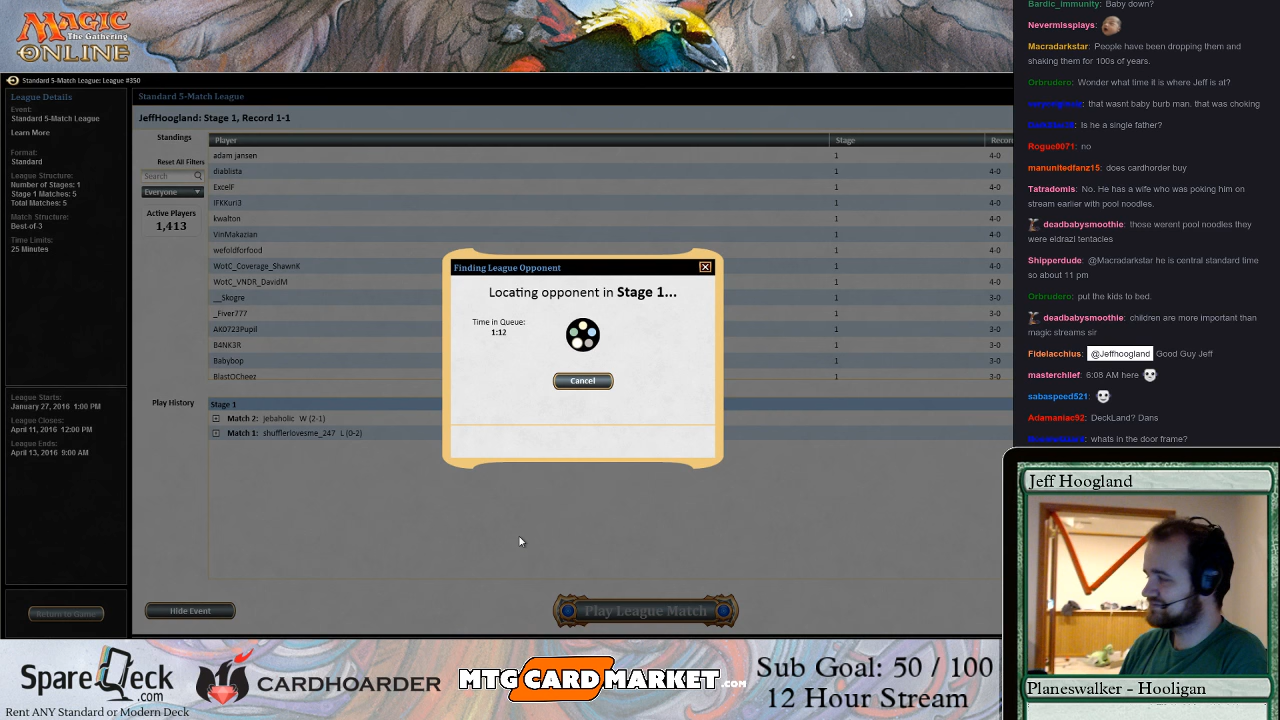 MAGIC
The Gathering
ONLINE
Standard 5-Match League: League #350
League Details
Event:
Standard 5-Match League
Learn More
Format:
Standard
League Structure:
Number of Stages: 1
Stage 1 Matches: 5
Total Matches: 5
Match Structure:
Best-of-3
Time Limits:
25 Minutes
League Starts:
January 27, 2016 1:00 PM
League Closes:
April 11, 2016 12:00 PM
League Ends:
April 13, 2016 9:00 AM
Return to Game
Standard 5-Match League
JeffHoogland: Stage 1, Record 1-1
Standings
Reset All Filters
Search
Everyone
Active Players
1,413
Player Stage Record
adam jansen 1 4-0
diablista 1 4-0
ExcelF 1 4-0
IFKKuri3 1 4-0
kwalton 1 4-0
VinMakazian 1 4-0
wefoldforfood 1 4-0
WotC_Coverage_ShawnK 1 4-0
WotC_VNDR_DavidM 1 4-0
__Skogre 1 3-0
_Fiver777 1 3-0
AK0723Pupil 1 3-0
B4NK3R 1 3-0
Babybop 1 3-0
BlastOCheez 1 3-0
Play History
Stage 1
Match 2: jebaholic W (2-1)
Match 1: shufflerlovesme_247 L (0-2)
Finding League Opponent
Locating opponent in Stage 1...
Time in Queue:
1:12
Cancel
Hide Event
Play League Match
Bardic_immunity: Baby down?
Nevermissplays:
Macradarkstar: People have been dropping them and
shaking them for 100s of years.
Orbrudero: Wonder what time it is where Jeff is at?
that wasnt baby burb man. that was choking
Is he a single father?
Rogue0071: no
manunitedfanz15: does cardhorder buy
Tatradomis: No. He has a wife who was poking him on
stream earlier with pool noodles.
deadbabysmoothie: those werent pool noodles they
were eldrazi tentacles
Shipperdude: @Macradarkstar he is central standard time
so about 11 pm
Orbrudero: put the kids to bed.
deadbabysmoothie: children are more important than
magic streams sir
Fidelacchius: @Jeffhoogland Good Guy Jeff
masterchlief: 6:08 AM here
sabaspeed521:
Adamaniac92: DeckLand? Dans
whats in the door frame?
Jeff Hoogland
Planeswalker - Hooligan
SpareDeck
.com
Rent ANY Standard or Modern Deck
CARDHOARDER
MTGCARDMARKET.com
Sub Goal: 50 / 100
12 Hour Stream